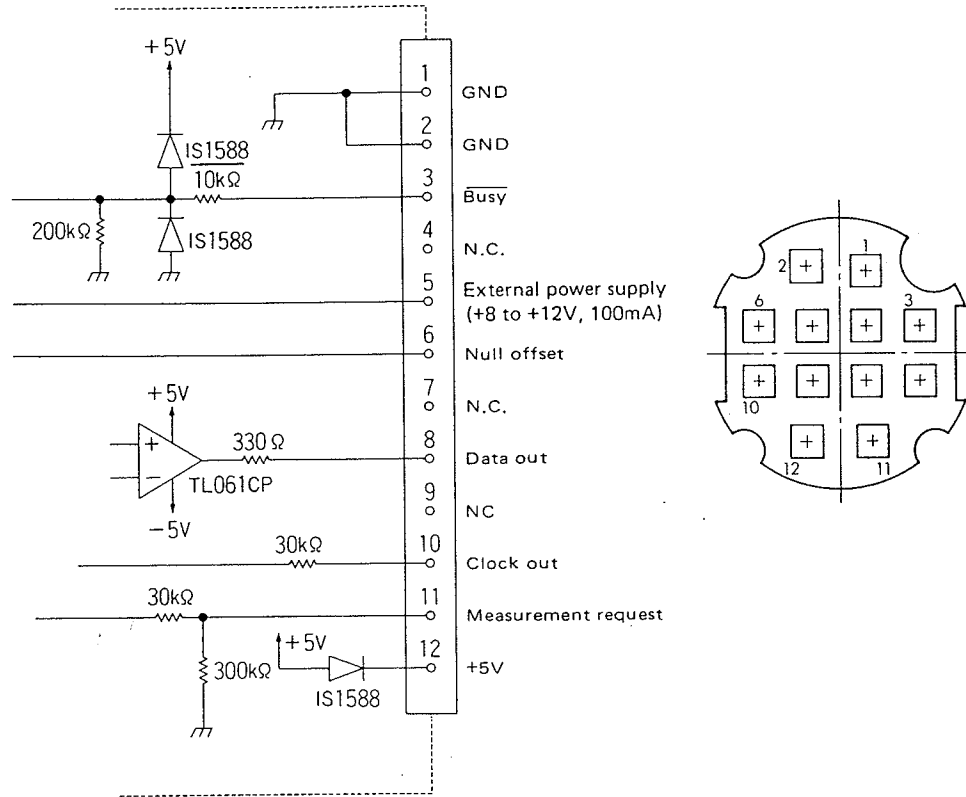 +5V
IS1588
10kΩ
200kΩ
IS1588
1
GND
2
GND
3
Busy
4
N.C.
5
External power supply
(+8 to +12V, 100mA)
6
Null offset
7
N.C.
+5V
330Ω
8
Data out
TL061CP
-5V
9
NC
30kΩ
10
Clock out
30kΩ
11
Measurement request
300kΩ
+5V
12
+5V
IS1588
2
1
6
3
10
12
11